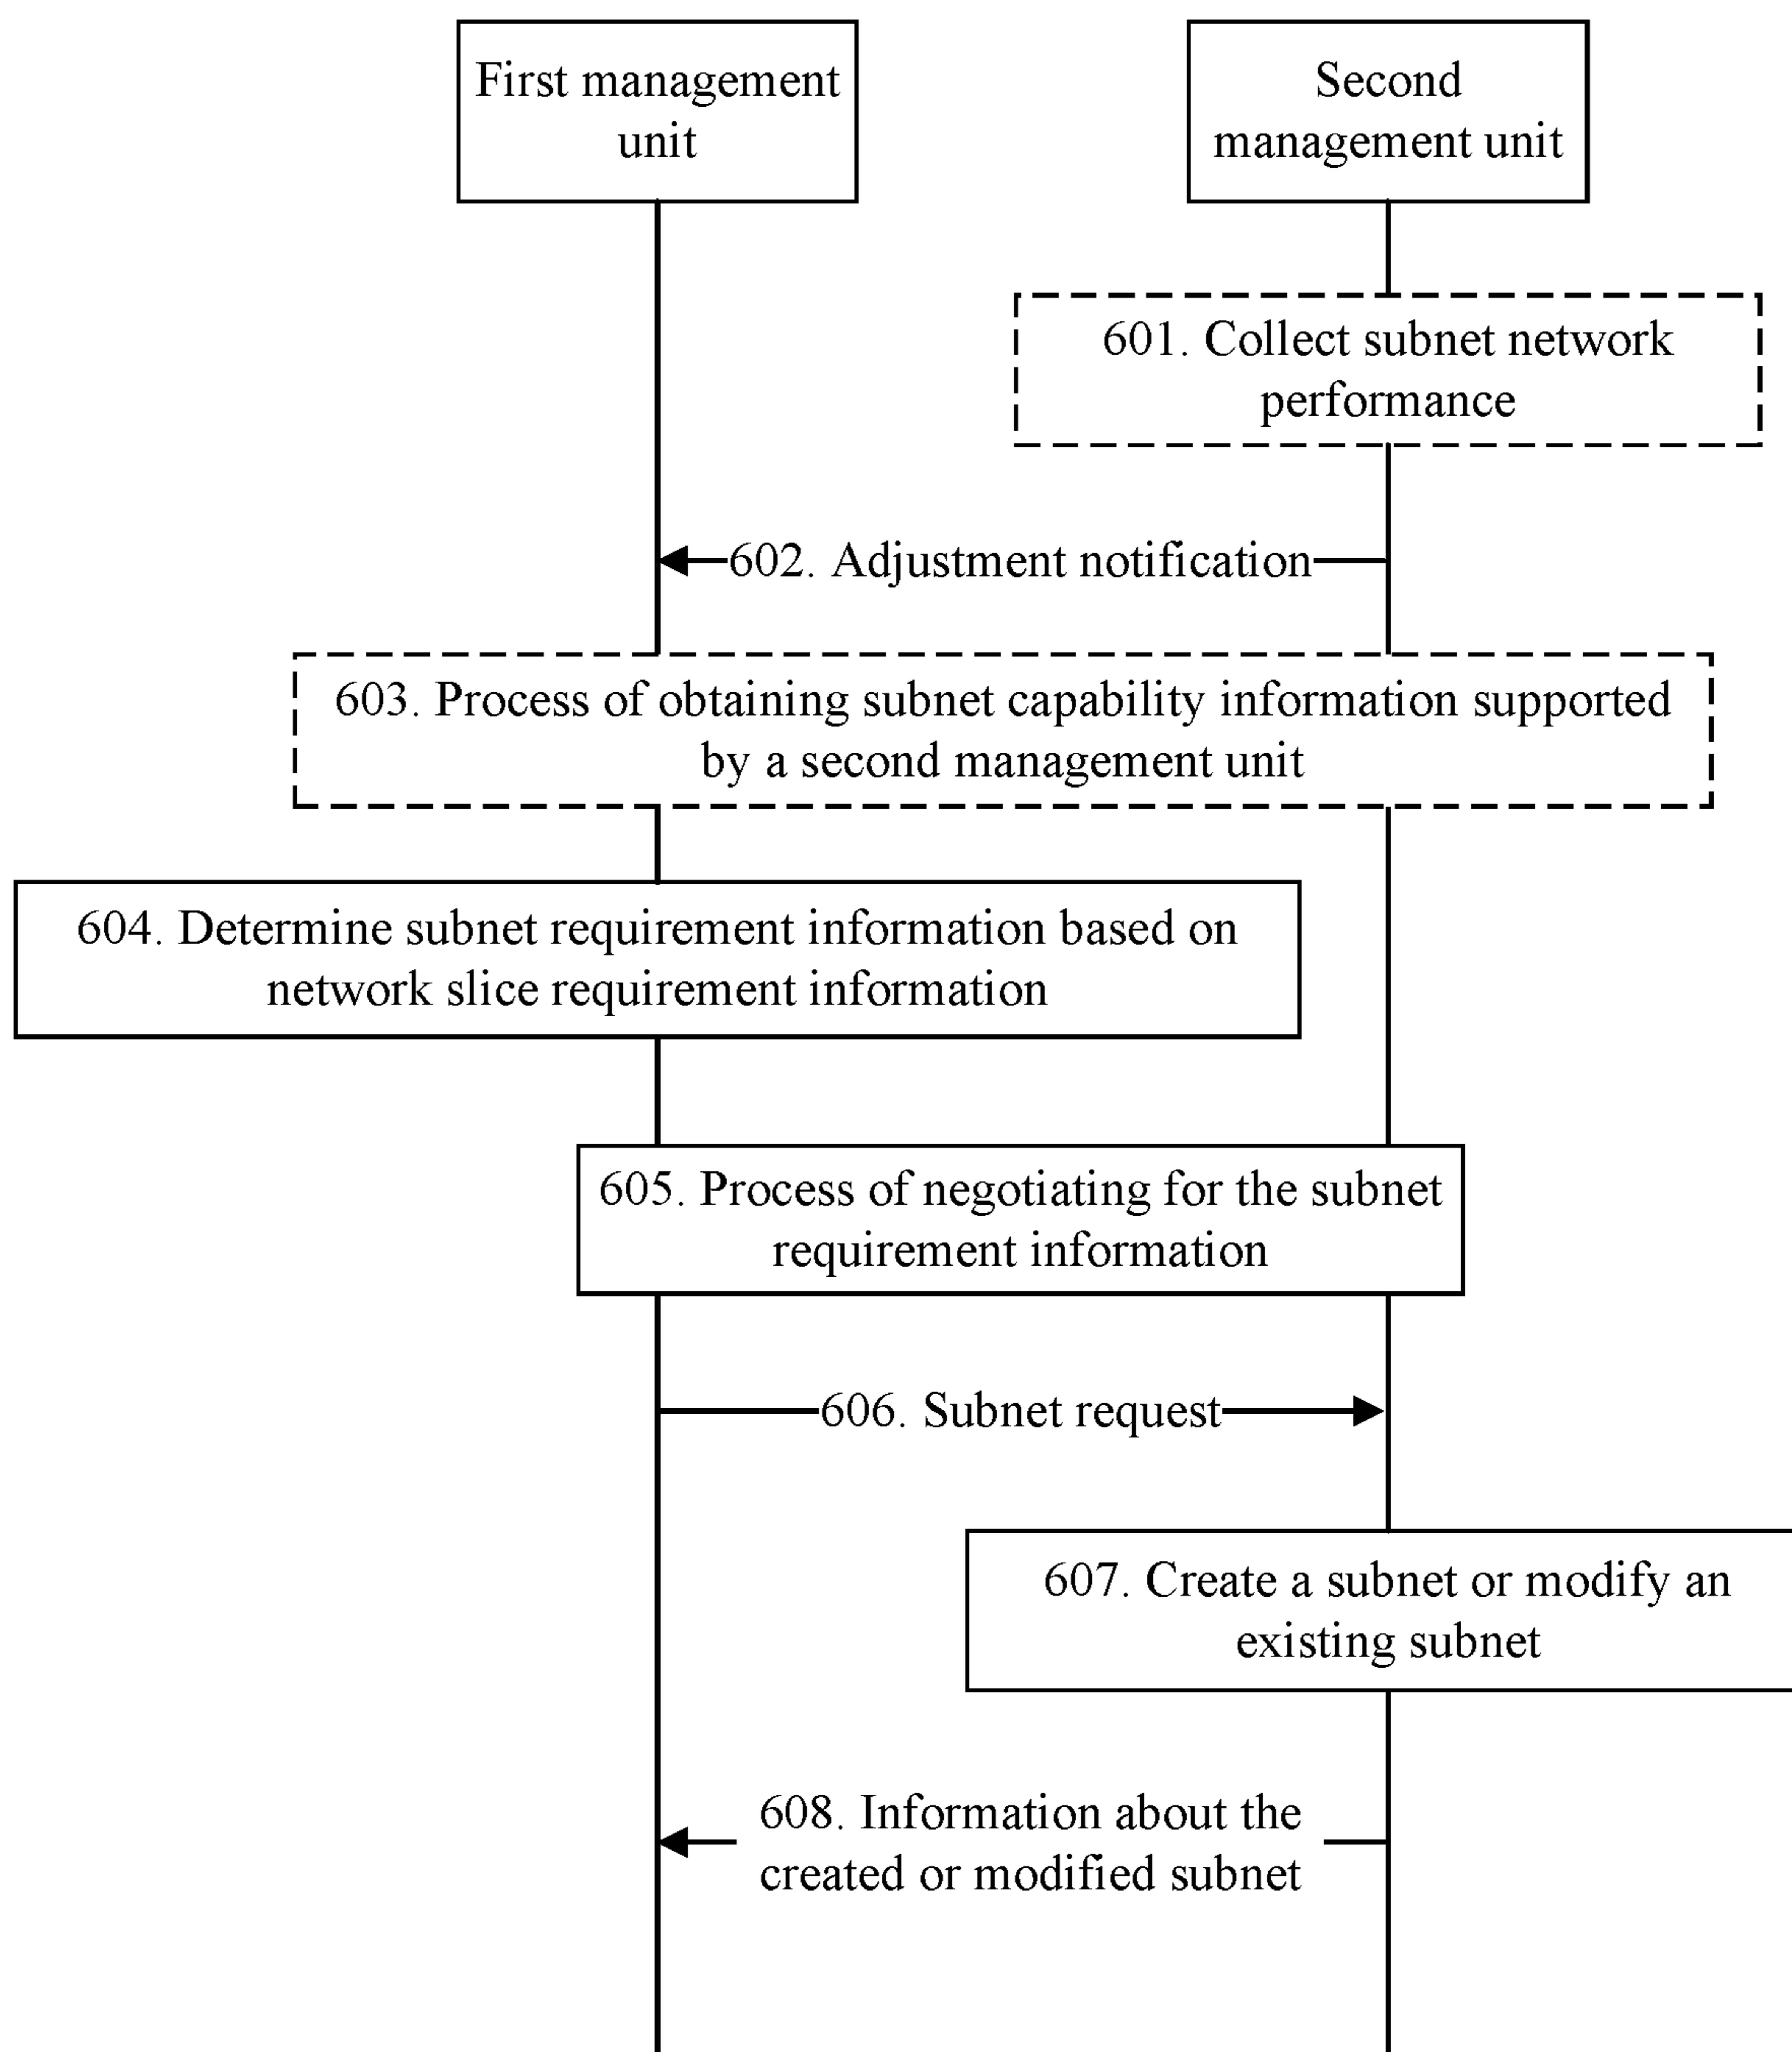 First management
unit
Second
management unit
601. Collect subnet network
performance
602. Adjustment notification
603. Process of obtaining subnet capability information supported
by a second management unit
604. Determine subnet requirement information based on
network slice requirement information
605. Process of negotiating for the subnet
requirement information
606. Subnet request
607. Create a subnet or modify an
existing subnet
608. Information about the
created or modified subnet